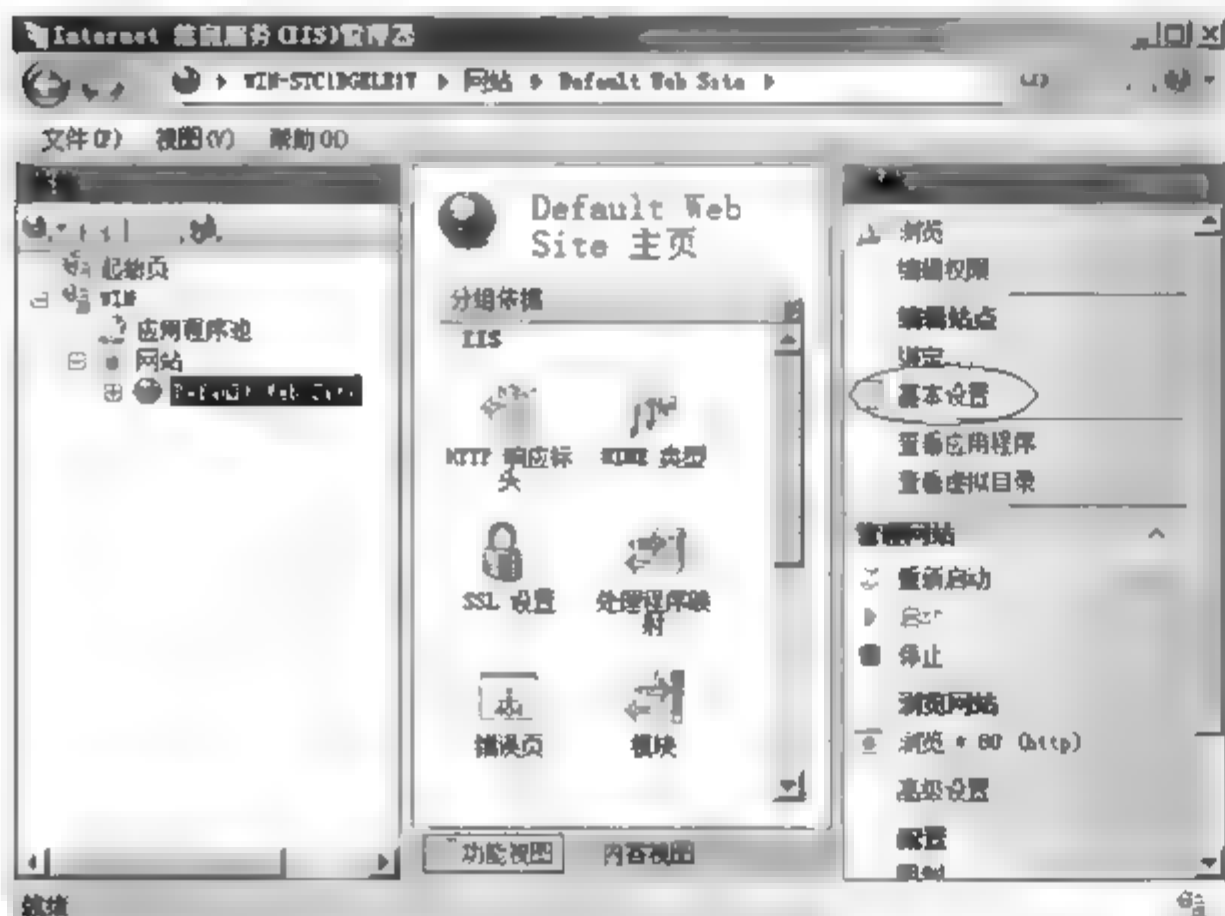 Internet 信息服务(IIS)管理器
网站 Default Web Site
文件(F) 视图(V) 帮助(H)
起始页
WIN
应用程序池
网站
Default Web Site
Default Web
Site 主页
分组依据
IIS
HTTP 响应标
头
MIME 类型
SSL 设置
处理程序映
射
错误页
模块
功能视图
内容视图
浏览
编辑权限
编辑站点
绑定
基本设置
查看应用程序
查看虚拟目录
管理网站
重新启动
停止
浏览网站
浏览 * 80 (http)
高级设置
配置
就绪